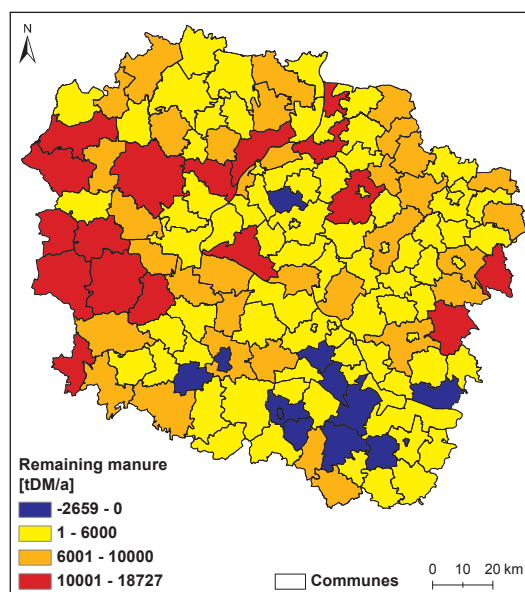 N
Remaining manure
[tDM/a]
-2659 - 0
1 - 6000
6001 - 10000
10001 - 18727
Communes
0 10 20 km